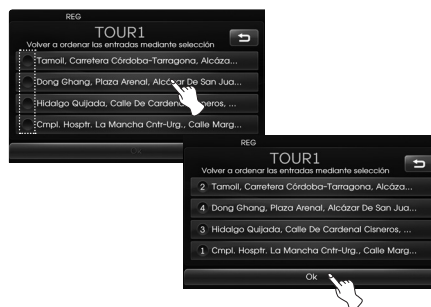 REG
TOUR1
Volver a ordenar las entradas mediante selección
Tamoil, Carretera Córdoba-Tarragona, Alcáza...
Dong Ghang, Plaza Arenal, Alcázar De San Jua...
Hidalgo Quijada, Calle De Cardenal Cisneros, ...
Cmpl. Hosptr. La Mancha Cntr-Urg., Calle Marg...
Ok
REG
TOUR1
Volver a ordenar las entradas mediante selección
2 Tamoil, Carretera Córdoba-Tarragona, Alcáza...
4 Dong Ghang, Plaza Arenal, Alcázar De San Jua...
3 Hidalgo Quijada, Calle De Cardenal Cisneros, ...
1 Cmpl. Hosptr. La Mancha Cntr-Urg., Calle Marg...
Ok